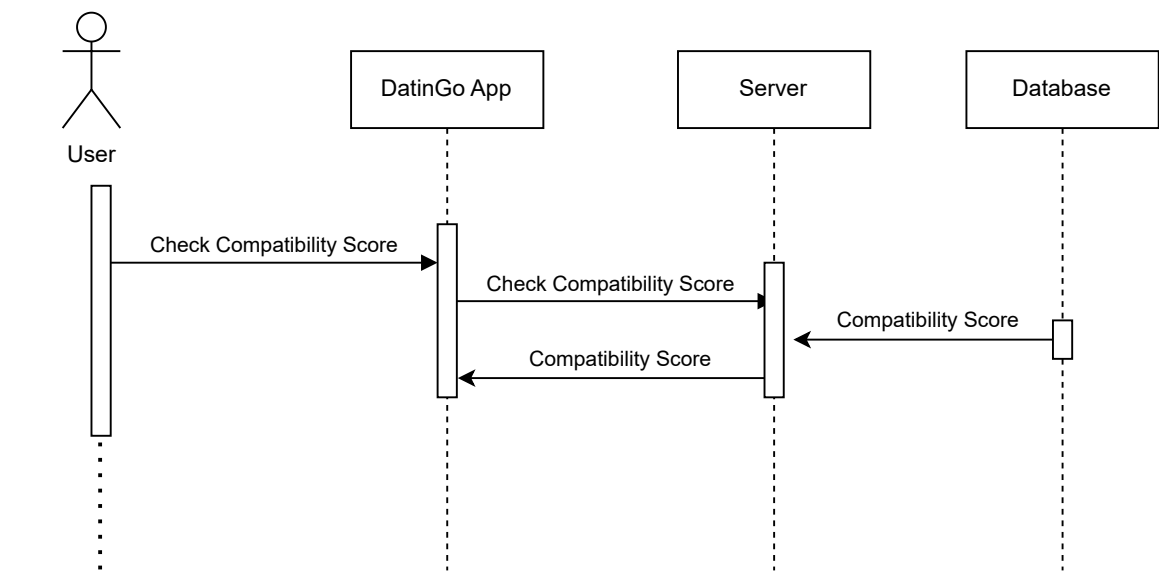 DatinGo App
Server
Database
User
Check Compatibility Score
Check Compatibility Score
Compatibility Score
Compatibility Score